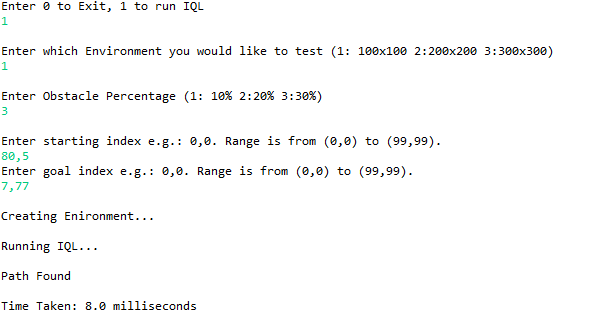 Enter 0 to Exit, 1 to run IQL
1
Enter which Environment you would like to test (1: 100x100 2:200x200 3:300x300)
1
Enter Obstacle Percentage (1: 10% 2:20% 3:30%)
3
Enter starting index e.g.: 0,0. Range is from (0,0) to (99,99).
80,5
Enter goal index e.g.: 0,0. Range is from (0,0) to (99,99).
7,77
Creating Enironment...
Running IQL...
Path Found
Time Taken: 8.0 milliseconds